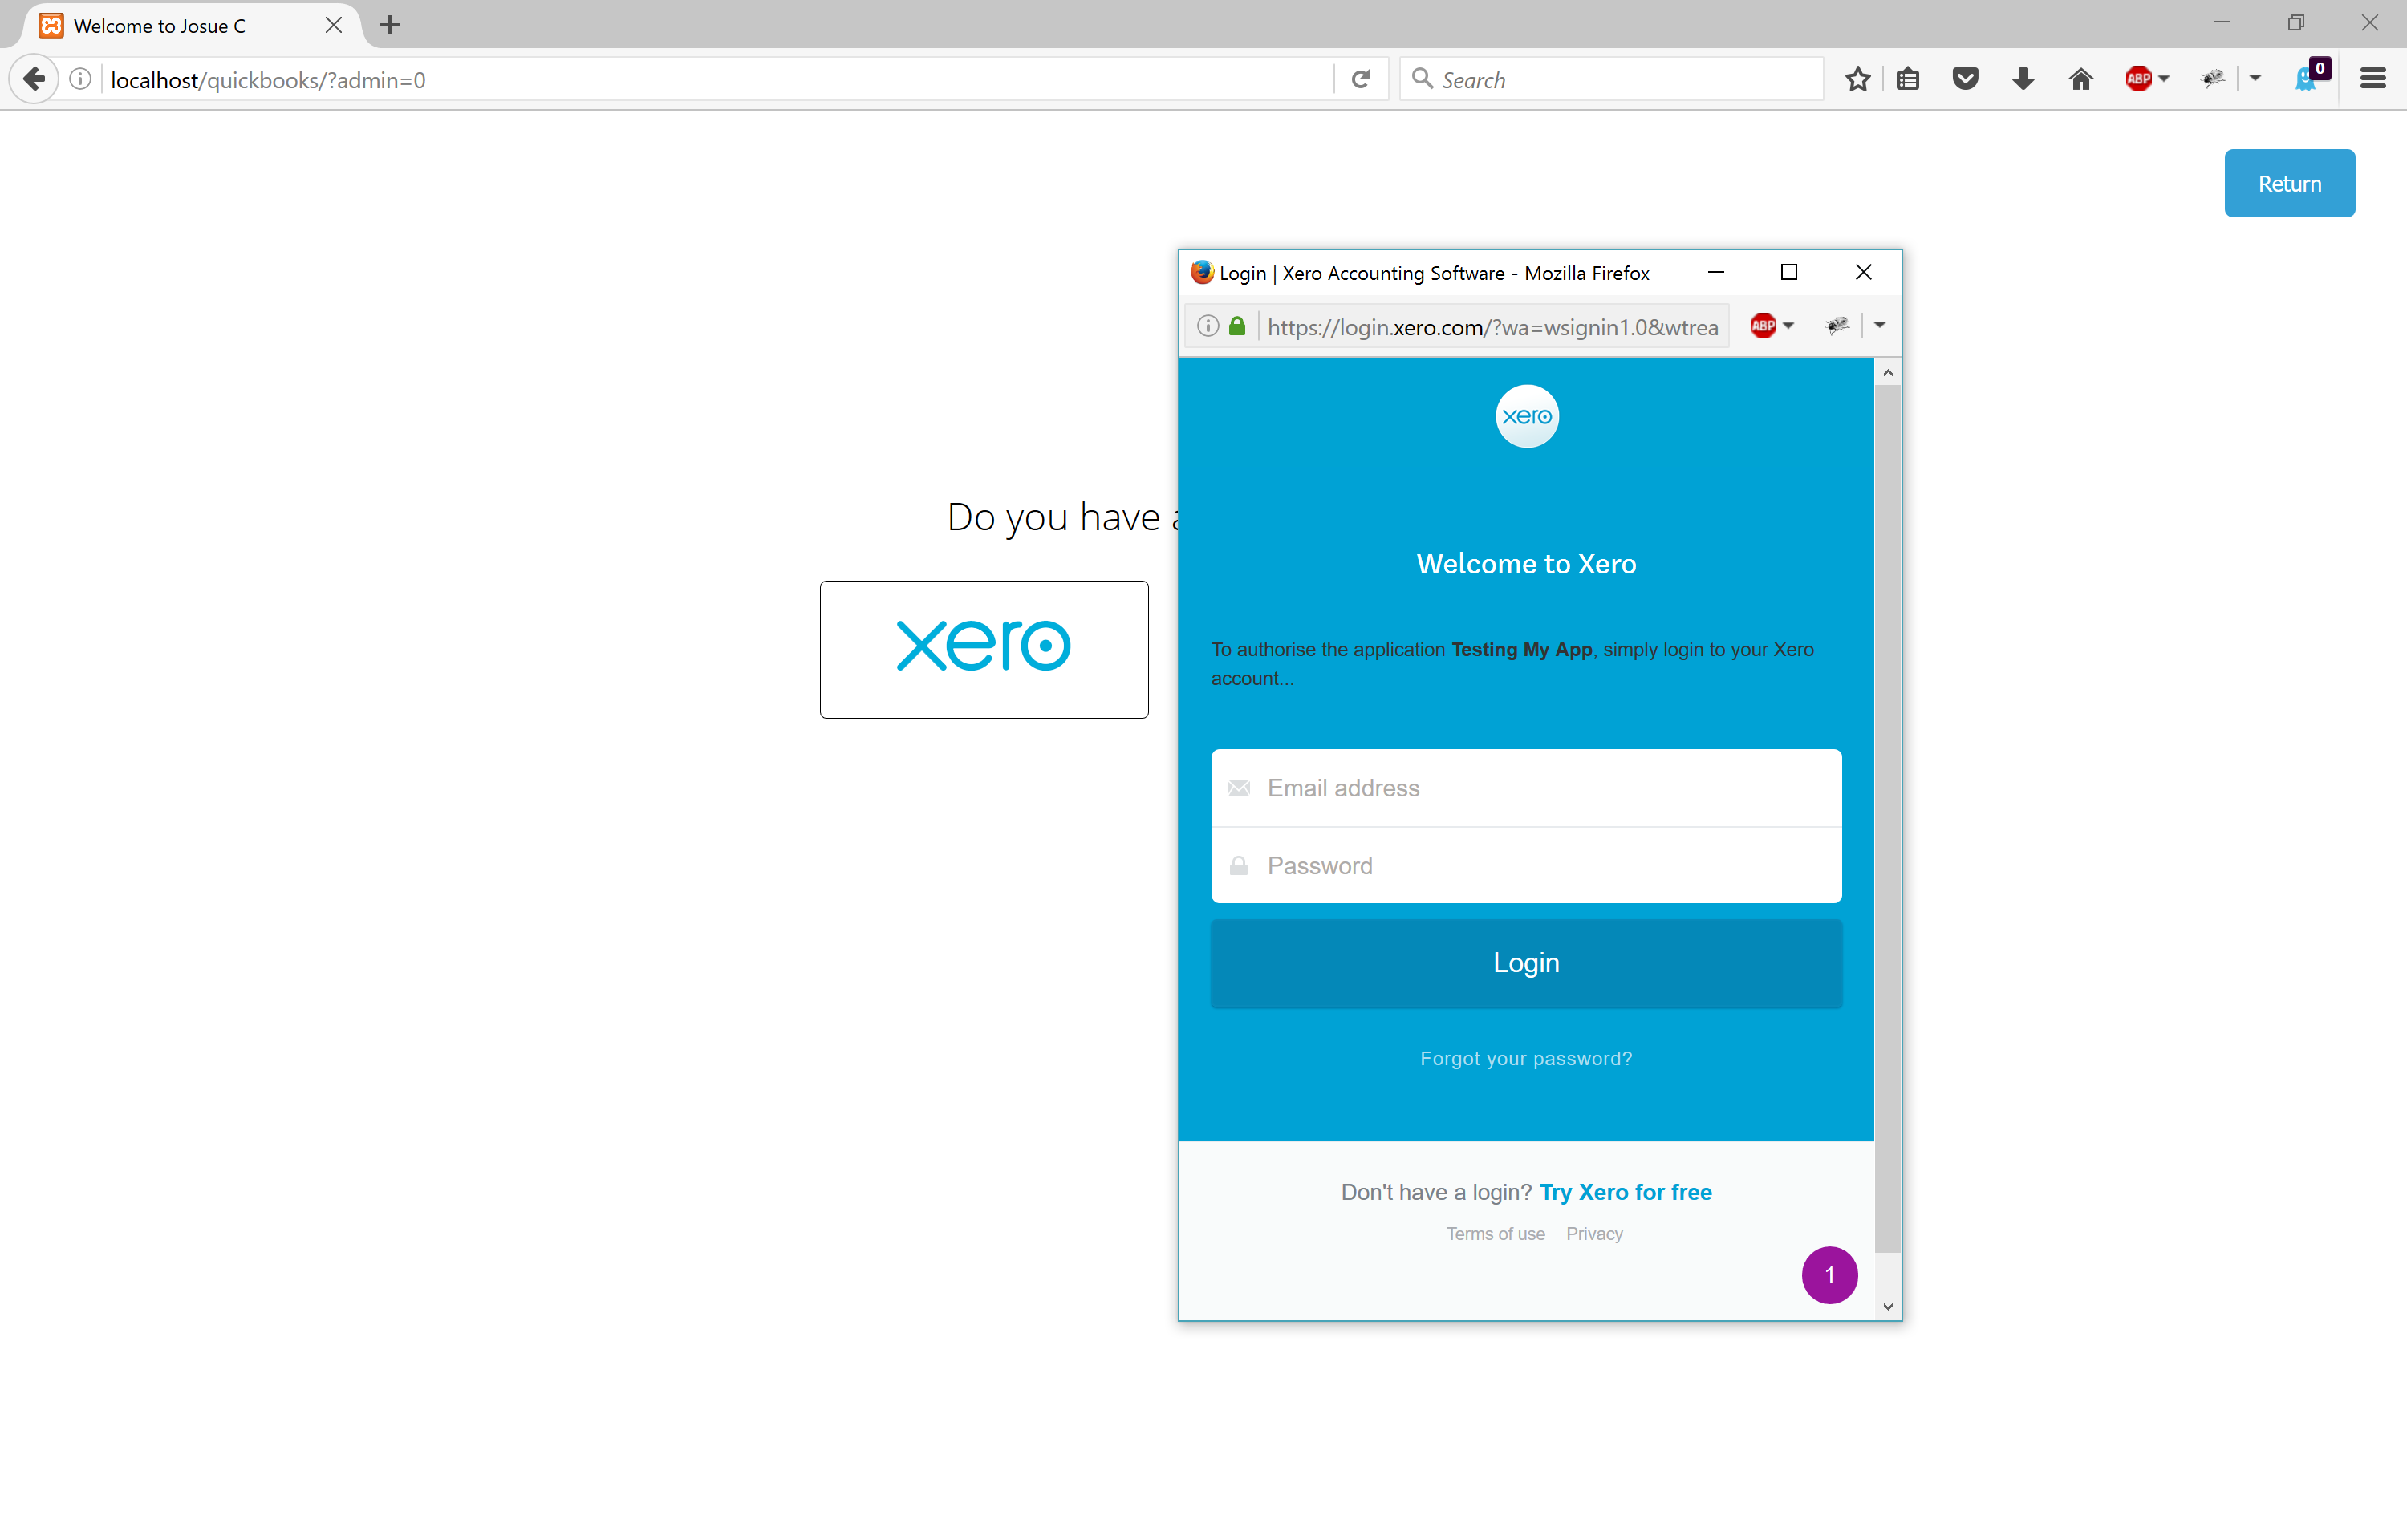 Welcome to Josue C
localhost/quickbooks/?admin=0
Search
ABP
0
Return
Login | Xero Accounting Software - Mozilla Firefox
https://login.xero.com/?wa=wsignin1.0&wtrea
ABP
xero
Do you have a
Welcome to Xero
xero
To authorise the application Testing My App, simply login to your Xero
account...
Email address
Password
Login
Forgot your password?
Don't have a login? Try Xero for free
Terms of use Privacy
1